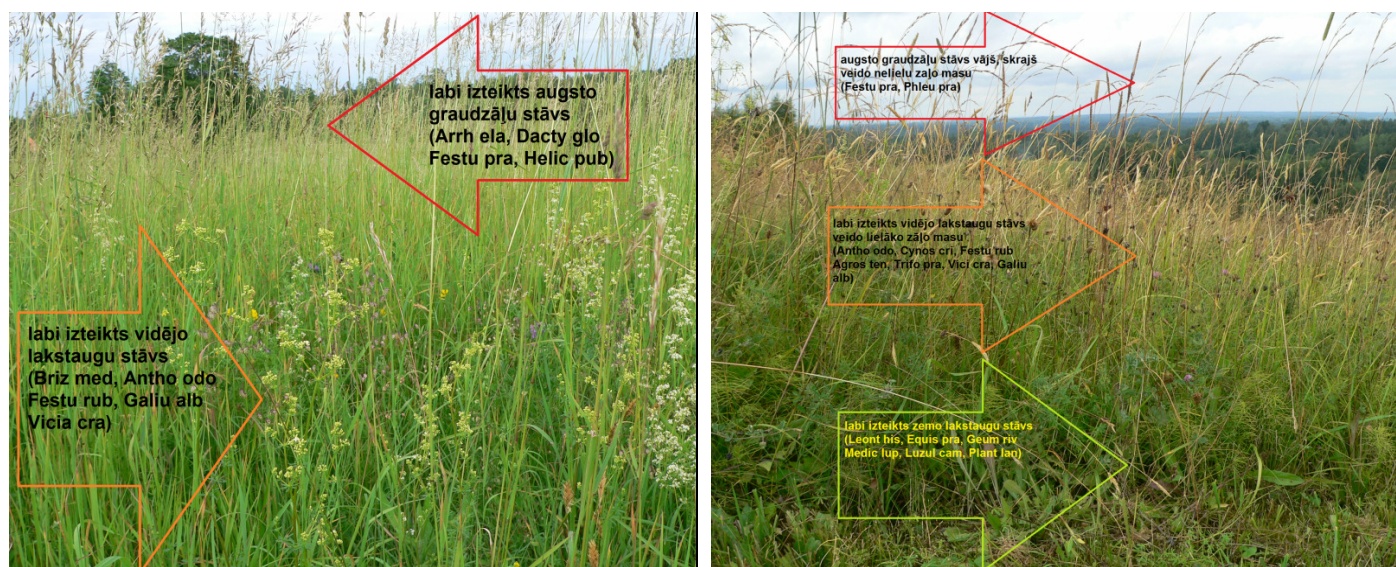 labi izteikts augsto
graudzāļu stāvs
(Arrh ela, Dacty glo
Festu pra, Helic pub)
labi izteikts vidējo
lakstaugu stāvs
(Briz med, Antho odo
Festu rub, Galiu alb
Vicia cra)
augsto graudzāļu stāvs vājš, skrajš
veido nelielu zaļo masu
(Festu pra, Phleu pra)
labi izteikts vidējo lakstaugu stāvs
veido lielāko zāļo masu
(Antho odo, Cynos cri, Festu rub
Agros ten, Trifo pra, Vici cra, Galiu
alb)
labi izteikts zemo lakstaugu stāvs
(Leont his, Equis pra, Geum riv
Medic lup, Luzul cam, Plant lan)